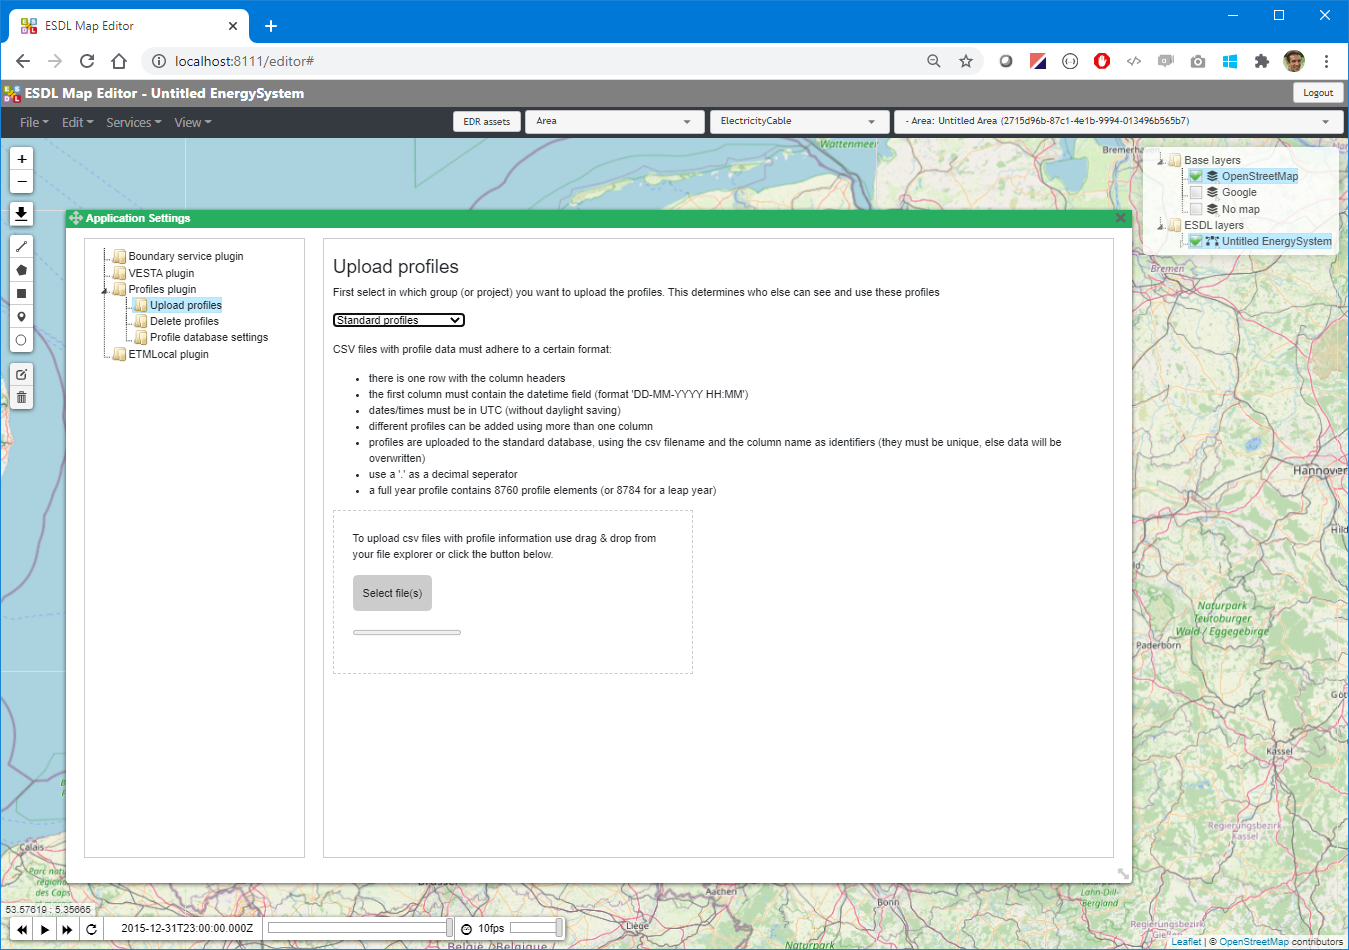 ESDL Map Editor
localhost:8111/editor#
ESDL Map Editor - Untitled EnergySystem
Logout
File Edit Services View
EDR assets
Area
ElectricityCable
- Area: Untitled Area (2715d96b-87c1-4e1b-9994-013496b565b7)
Wattenmeer
Base layers
OpenStreetMap
Google
No map
ESDL layers
Untitled EnergySystem
+
−
Application Settings
Boundary service plugin
VESTA plugin
Profiles plugin
Upload profiles
Delete profiles
Profile database settings
ETMLocal plugin
Upload profiles
First select in which group (or project) you want to upload the profiles. This determines who else can see and use these profiles
Standard profiles
CSV files with profile data must adhere to a certain format:
there is one row with the column headers
the first column must contain the datetime field (format 'DD-MM-YYYY HH:MM')
dates/times must be in UTC (without daylight saving)
different profiles can be added using more than one column
profiles are uploaded to the standard database, using the csv filename and the column name as identifiers (they must be unique, else data will be
overwritten)
use a '.' as a decimal seperator
a full year profile contains 8760 profile elements (or 8784 for a leap year)
To upload csv files with profile information use drag & drop from
your file explorer or click the button below.
Select file(s)
Bremen
Hannover
Naturpark
Teutoburger
Wald / Eggegebirge
Paderborn
Kassel
Regierungsbezirk
Kassel
Calais
Aachen
Lahn-Dill-
Bergland
Bonn
Liège
België / Belgique
Naturpark
53.57619 ; 5.35665
2015-12-31T23:00:00.000Z
10fps
Leaflet | © OpenStreetMap contributors